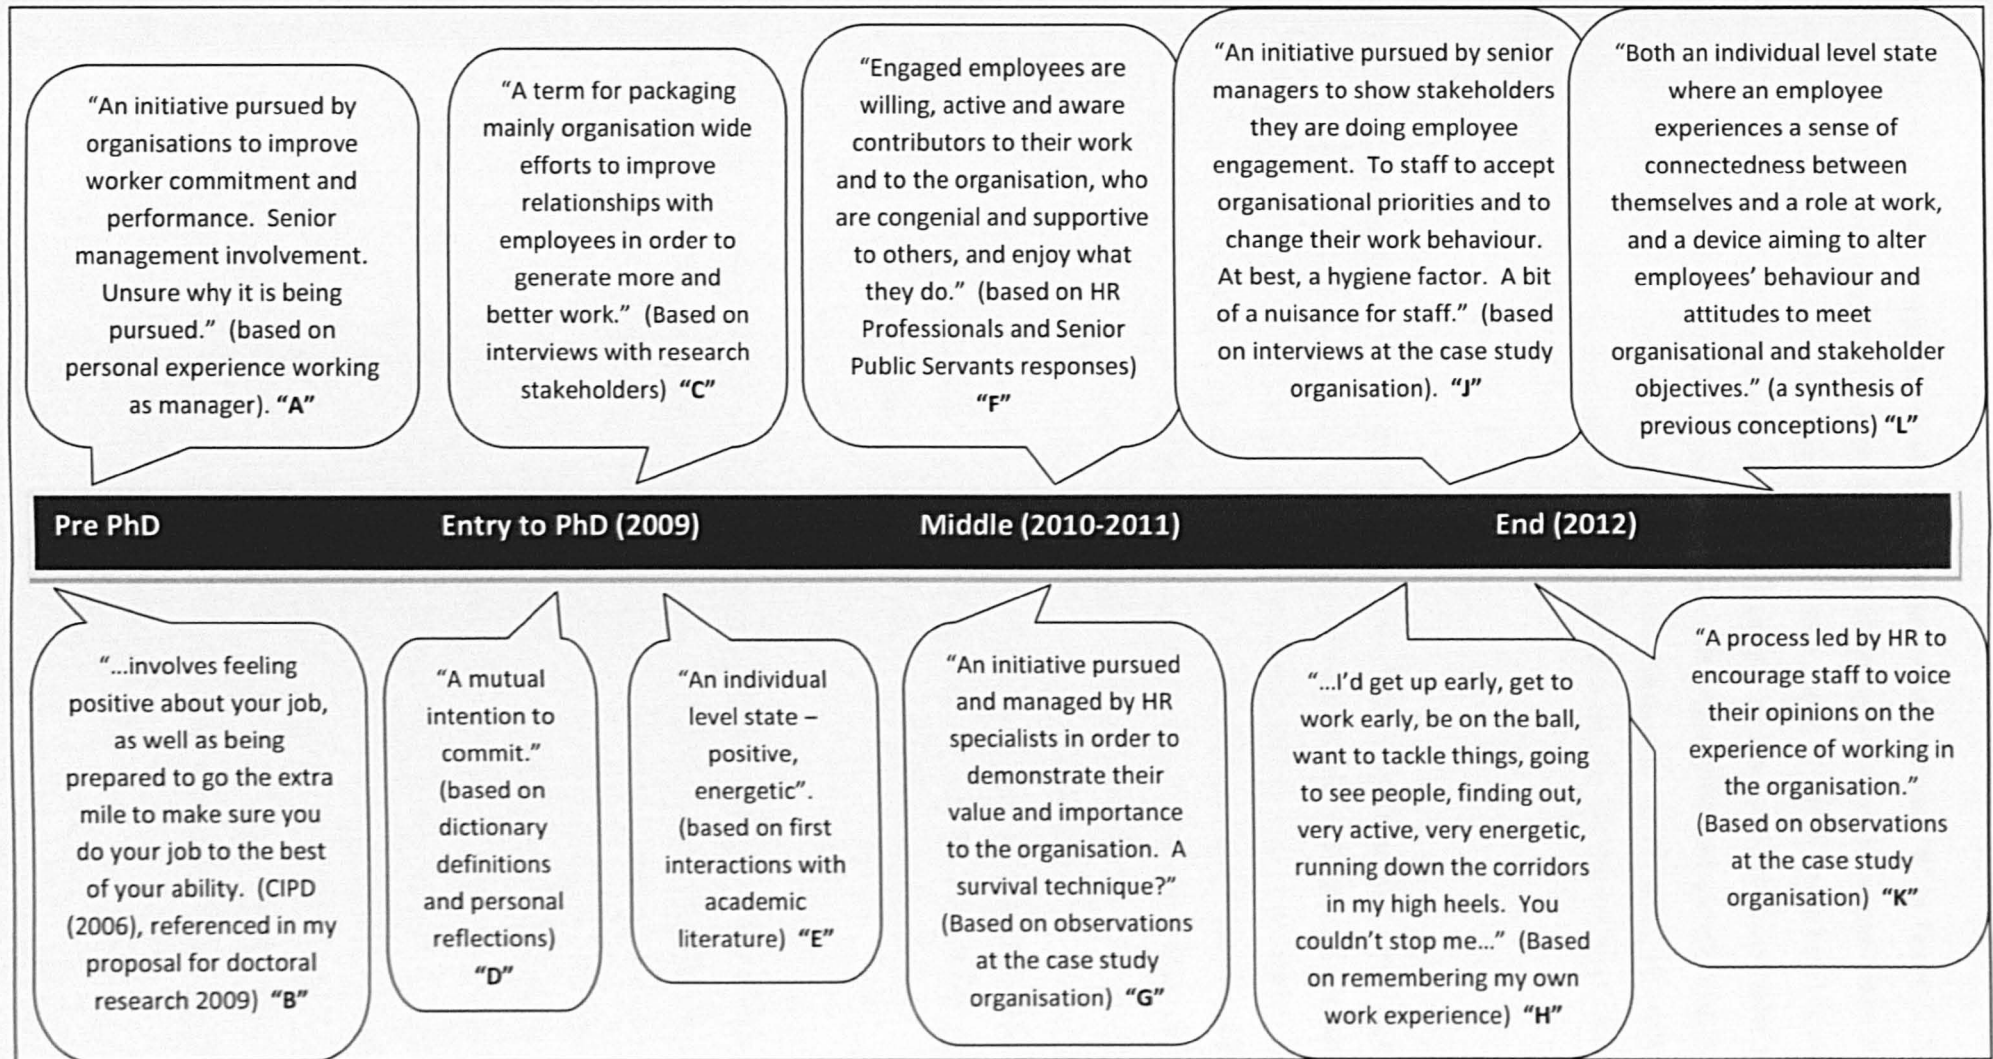 “An initiative pursued by
organisations to improve
worker commitment and
performance.  Senior
management involvement.
Unsure why it is being
pursued.”  (based on
personal experience working
as manager). “A”
“A term for packaging
mainly organisation wide
efforts to improve
relationships with
employees in order to
generate more and
better work.”  (Based on
interviews with research
stakeholders)  “C”
“Engaged employees are
willing, active and aware
contributors to their work
and to the organisation, who
are congenial and supportive
to others, and enjoy what
they do.”  (based on HR
Professionals and Senior
Public Servants responses)
“F”
“An initiative pursued by senior
managers to show stakeholders
they are doing employee
engagement.  To staff to accept
organisational priorities and to
change their work behaviour.
At best, a hygiene factor.  A bit
of a nuisance for staff.”  (based
on interviews at the case study
organisation).  “J”
“Both an individual level state
where an employee
experiences a sense of
connectedness between
themselves and a role at work,
and a device aiming to alter
employees’ behaviour and
attitudes to meet
organisational and stakeholder
objectives.” (a synthesis of
previous conceptions) “L”
Pre PhD
Entry to PhD (2009)
Middle (2010-2011)
End (2012)
“...involves feeling
positive about your job,
as well as being
prepared to go the extra
mile to make sure you
do your job to the best
of your ability.  (CIPD
(2006), referenced in my
proposal for doctoral
research 2009)  “B”
“A mutual
intention to
commit.”
(based on
dictionary
definitions
and personal
reflections)
“D”
“An individual
level state –
positive,
energetic”.
(based on first
interactions with
academic
literature)  “E”
“An initiative pursued
and managed by HR
specialists in order to
demonstrate their
value and importance
to the organisation.  A
survival technique?”
(Based on observations
at the case study
organisation)  “G”
“...I’d get up early, get to
work early, be on the ball,
want to tackle things, going
to see people, finding out,
very active, very energetic,
running down the corridors
in my high heels.  You
couldn’t stop me...”  (Based
on remembering my own
work experience)  “H”
“A process led by HR to
encourage staff to voice
their opinions on the
experience of working in
the organisation.”
(Based on observations
at the case study
organisation)  “K”